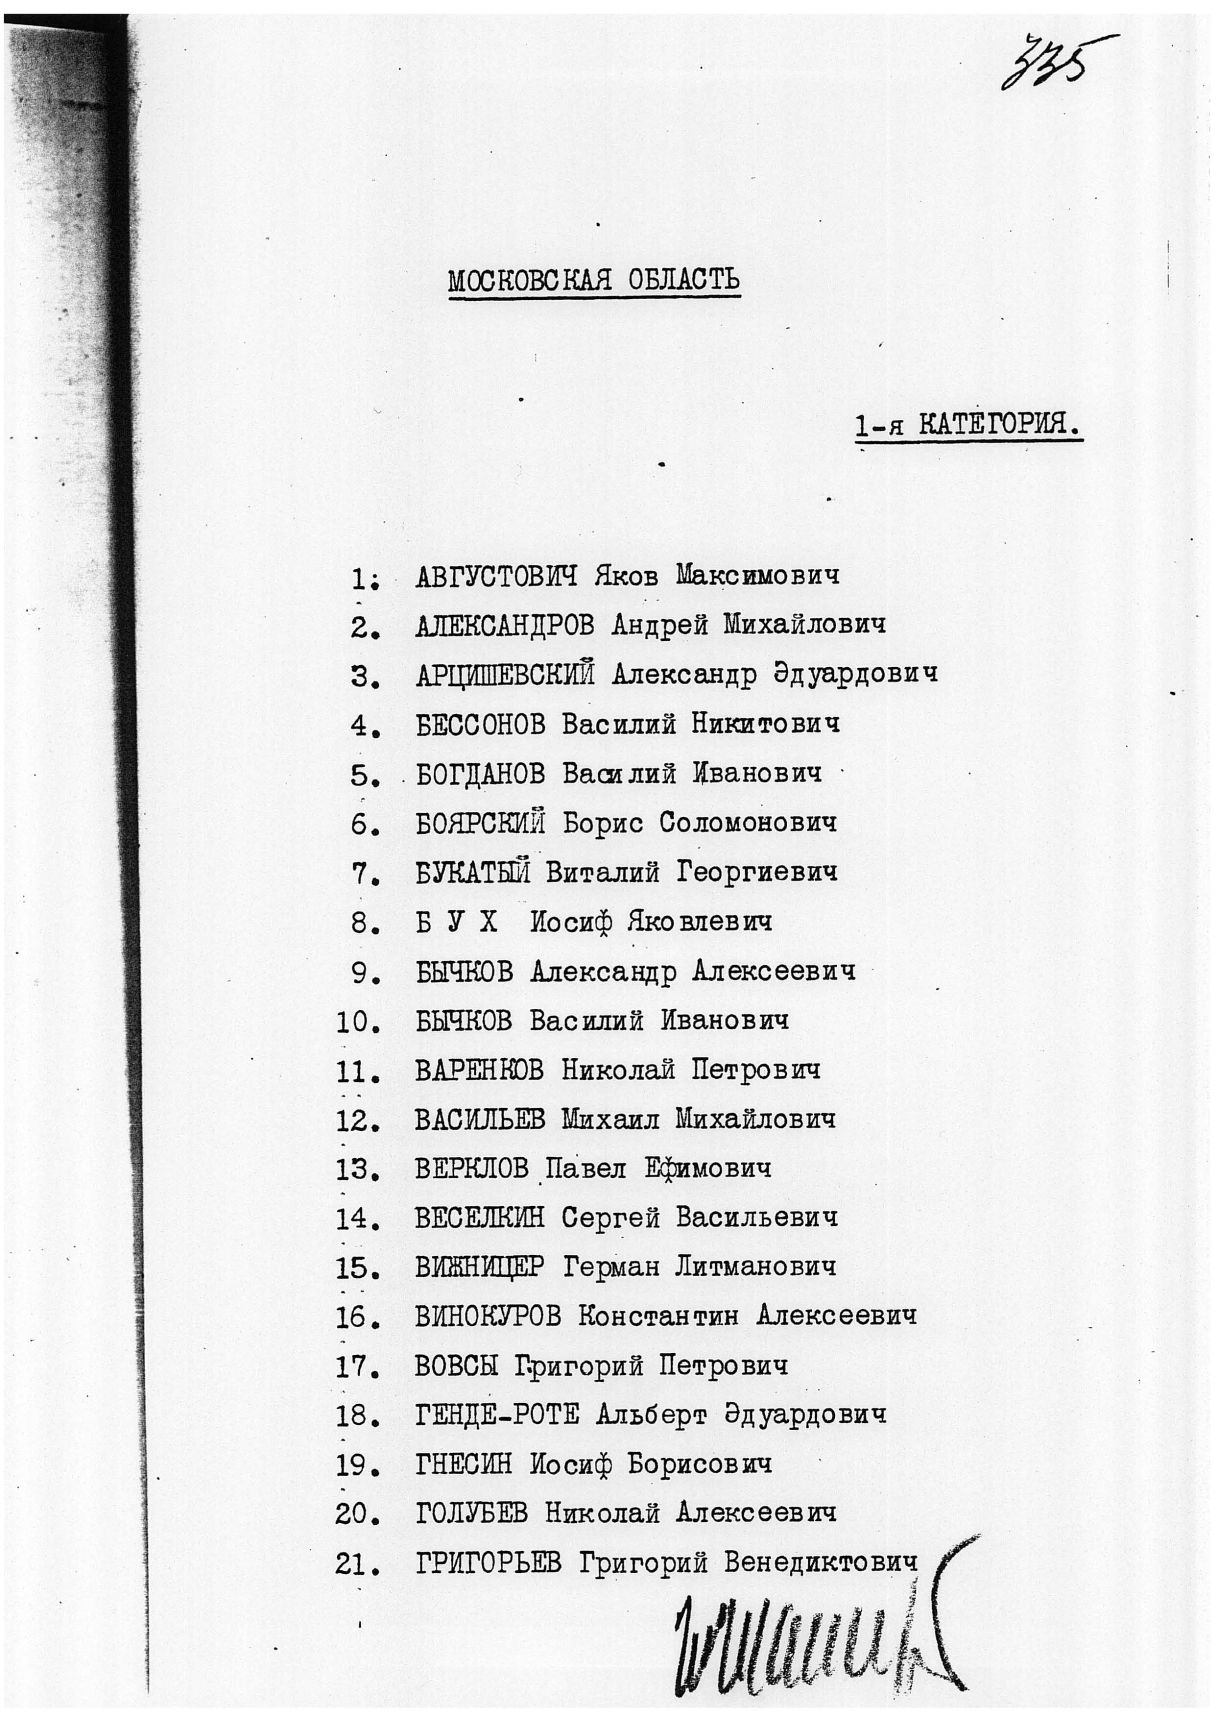 335
МОСКОВСКАЯ ОБЛАСТЬ
1-я КАТЕГОРИЯ.
1. АВГУСТОВИЧ Яков Максимович
2. АЛЕКСАНДРОВ Андрей Михайлович
3. АРЦИШЕВСКИЙ Александр Эдуардович
4. БЕССОНОВ Василий Никитович
5. БОГДАНОВ Василий Иванович
6. БОЯРСКИЙ Борис Соломонович
7. БУКАТЫЙ Виталий Георгиевич
8. Б У Х Иосиф Яковлевич
9. БЫЧКОВ Александр Алексеевич
10. БЫЧКОВ Василий Иванович
11. ВАРЕНКОВ Николай Петрович
12. ВАСИЛЬЕВ Михаил Михайлович
13. ВЕРКЛОВ Павел Ефимович
14. ВЕСЕЛКИН Сергей Васильевич
15. ВИЖНИЦЕР Герман Литманович
16. ВИНОКУРОВ Константин Алексеевич
17. ВОВСЫ Григорий Петрович
18. ГЕНДЕ-РОТЕ Альберт Эдуардович
19. ГНЕСИН Иосиф Борисович
20. ГОЛУБЕВ Николай Алексеевич
21. ГРИГОРЬЕВ Григорий Венедиктович